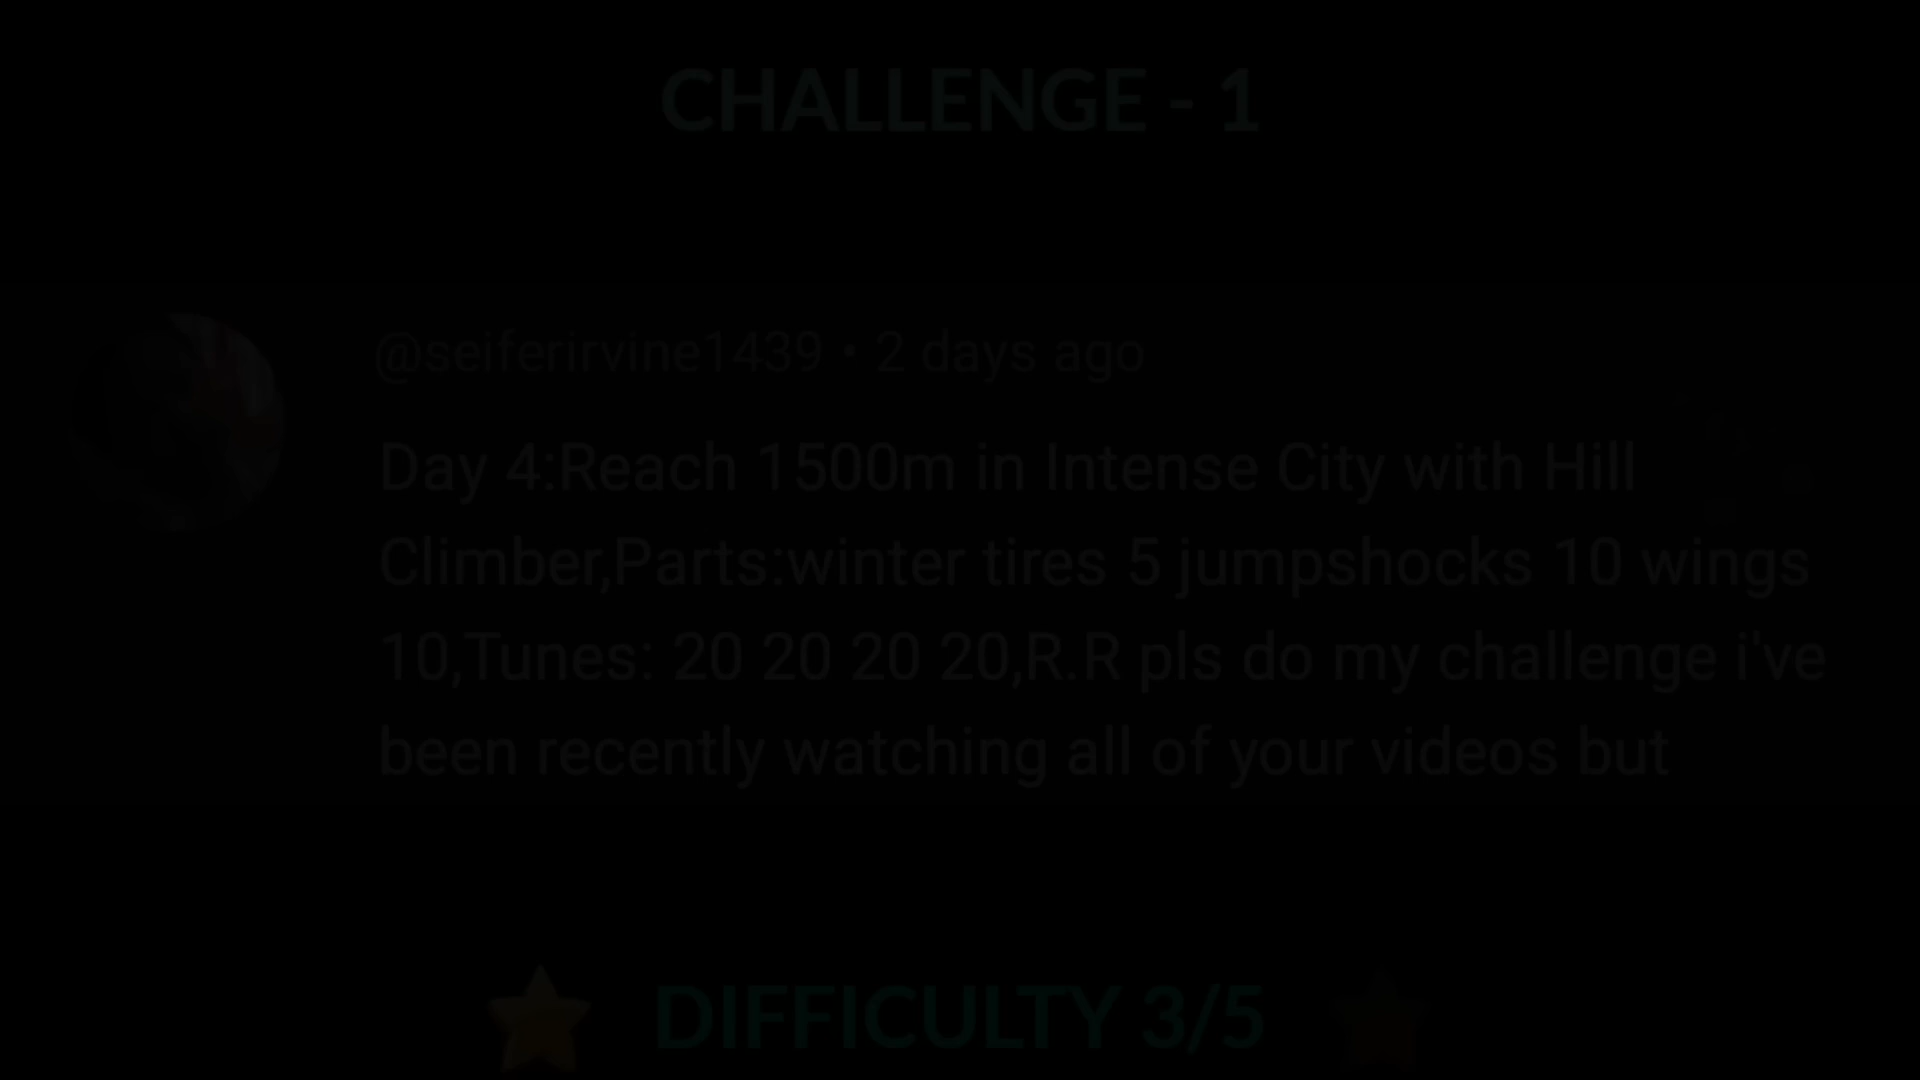 CHALLENGE - 1
@seiferirvine1439 • 2 days ago
Day 4:Reach 1500m in Intense City with Hill
Climber,Parts:winter tires 5 jumpshocks 10 wings
10,Tunes: 20 20 20 20,R.R pls do my challenge i've
been recently watching all of your videos but
DIFFICULTY 3/5